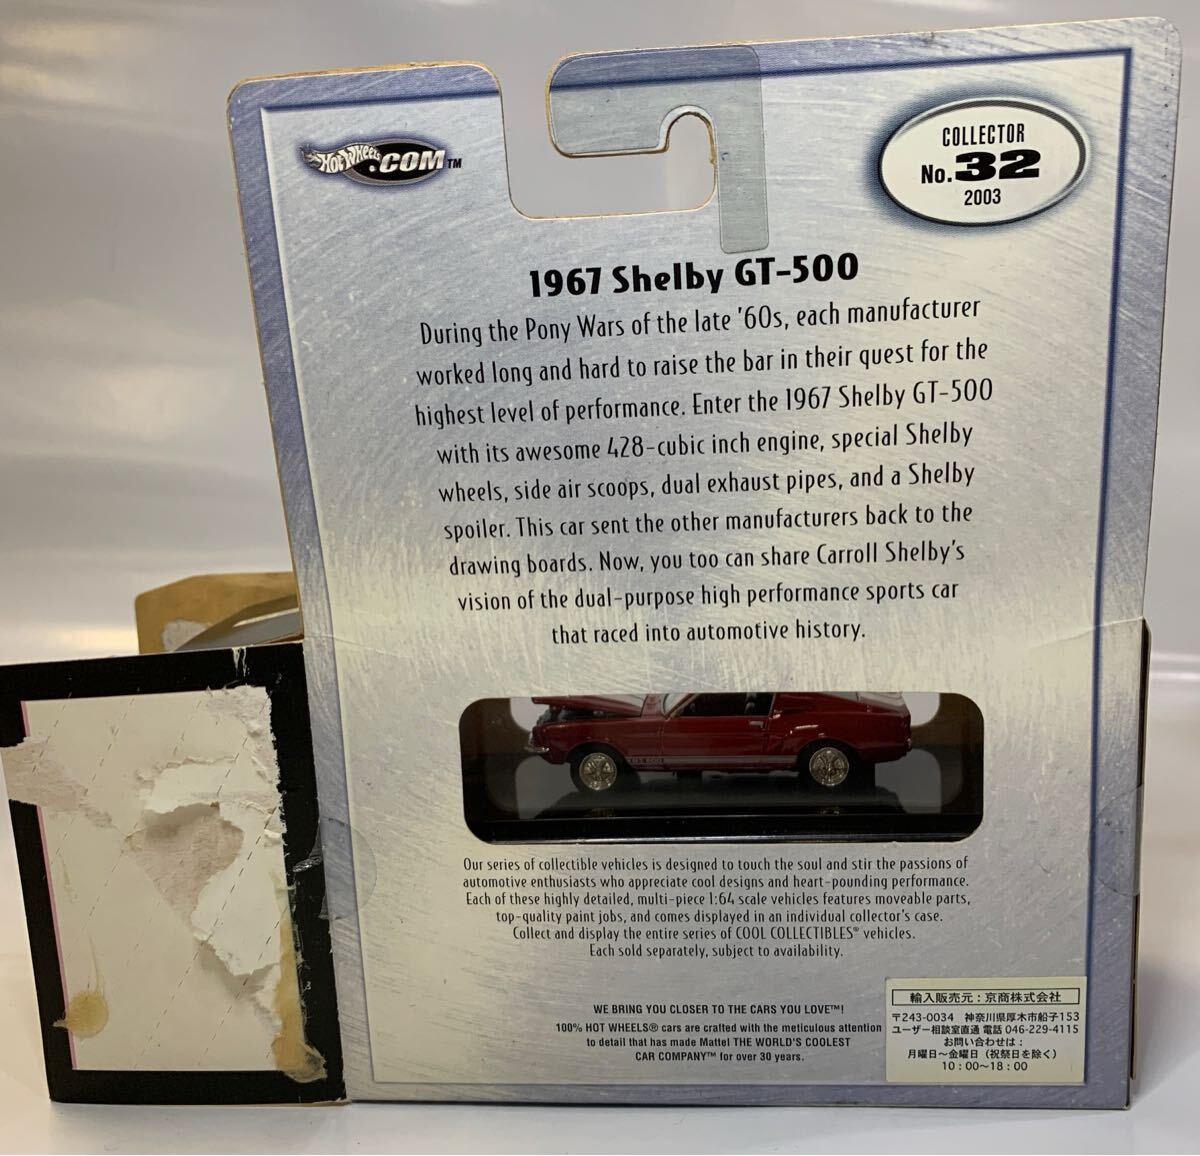 HOT WHEELS.COM™
COLLECTOR
No.32
2003
1967 Shelby GT-500
During the Pony Wars of the late '60s, each manufacturer
worked long and hard to raise the bar in their quest for the
highest level of performance. Enter the 1967 Shelby GT-500
with its awesome 428-cubic inch engine, special Shelby
wheels, side air scoops, dual exhaust pipes, and a Shelby
spoiler. This car sent the other manufacturers back to the
drawing boards. Now, you too can share Carroll Shelby's
vision of the dual-purpose high performance sports car
that raced into automotive history.
Our series of collectible vehicles is designed to touch the soul and stir the passions of
automotive enthusiasts who appreciate cool designs and heart-pounding performance.
Each of these highly detailed, multi-piece 1:64 scale vehicles features moveable parts,
top-quality paint jobs, and comes displayed in an individual collector's case.
Collect and display the entire series of COOL COLLECTIBLES® vehicles.
Each sold separately, subject to availability.
WE BRING YOU CLOSER TO THE CARS YOU LOVE™!
100% HOT WHEELS® cars are crafted with the meticulous attention
to detail that has made Mattel THE WORLD'S COOLEST
CAR COMPANY™ for over 30 years.
輸入販売元：京商株式会社
〒243-0034 神奈川県厚木市船子153
ユーザー相談室直通 電話 046-229-4115
お問い合わせは：
月曜日～金曜日（祝祭日を除く）
10：00～18：00